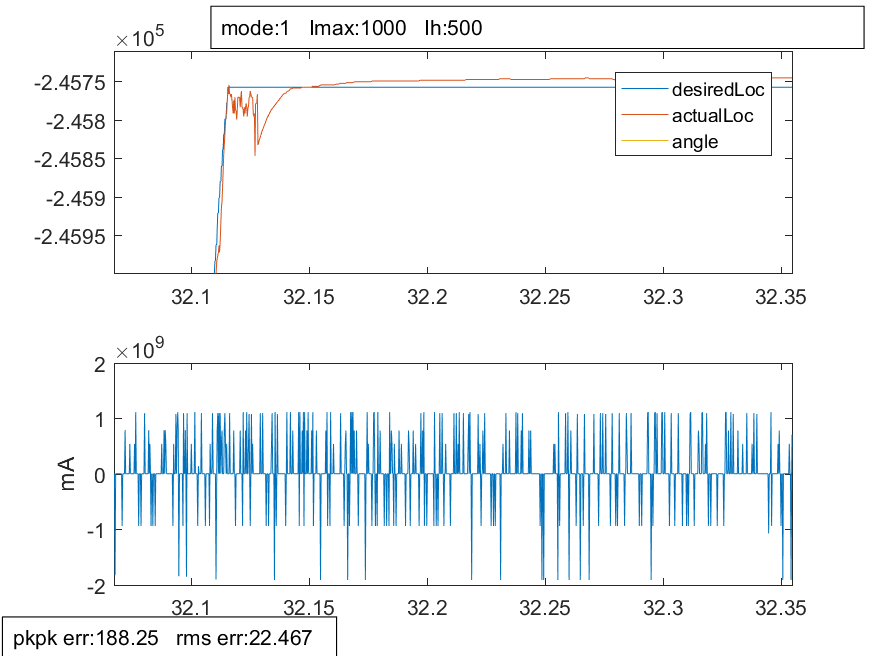 mode:1 Imax:1000 Ih:500
×10^5
-2.4575
-2.458
-2.4585
-2.459
-2.4595
desiredLoc
actualLoc
angle
32.1 32.15 32.2 32.25 32.3 32.35
×10^9
2
1
0
-1
-2
mA
32.1 32.15 32.2 32.25 32.3 32.35
pkpk err:188.25 rms err:22.467